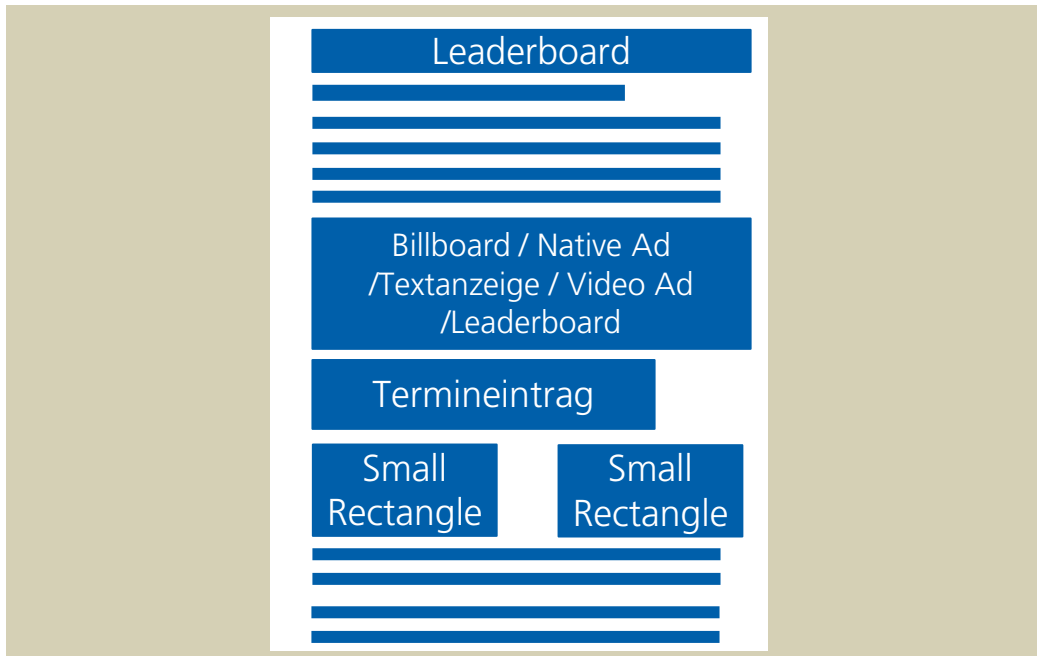 Leaderboard
Billboard / Native Ad
/Textanzeige / Video Ad
/Leaderboard
Termineintrag
Small
Rectangle
Small
Rectangle